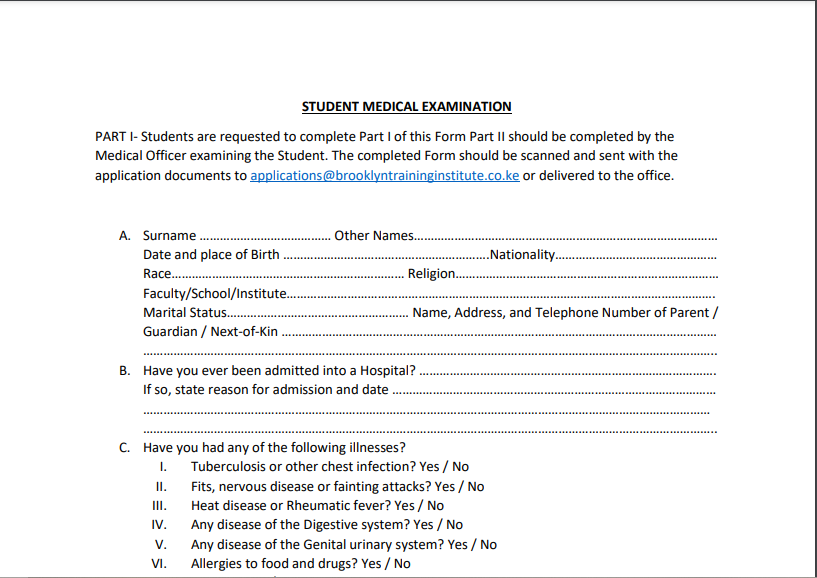 STUDENT MEDICAL EXAMINATION
PART I- Students are requested to complete Part I of this Form Part II should be completed by the
Medical Officer examining the Student. The completed Form should be scanned and sent with the
application documents to applications@brooklyntraininginstitute.co.ke or delivered to the office.
A. Surname ........................................ Other Names....................................................................................
Date and place of Birth ..............................................................Nationality................................................
Race..................................................................... Religion..............................................................................
Faculty/School/Institute................................................................................................................................
Marital Status...................................................... Name, Address, and Telephone Number of Parent /
Guardian / Next-of-Kin ..................................................................................................................................
............................................................................................................................................................................
B. Have you ever been admitted into a Hospital? ........................................................................................
If so, state reason for admission and date .................................................................................................
..........................................................................................................................................................................
............................................................................................................................................................................
C. Have you had any of the following illnesses?
I. Tuberculosis or other chest infection? Yes / No
II. Fits, nervous disease or fainting attacks? Yes / No
III. Heat disease or Rheumatic fever? Yes / No
IV. Any disease of the Digestive system? Yes / No
V. Any disease of the Genital urinary system? Yes / No
VI. Allergies to food and drugs? Yes / No